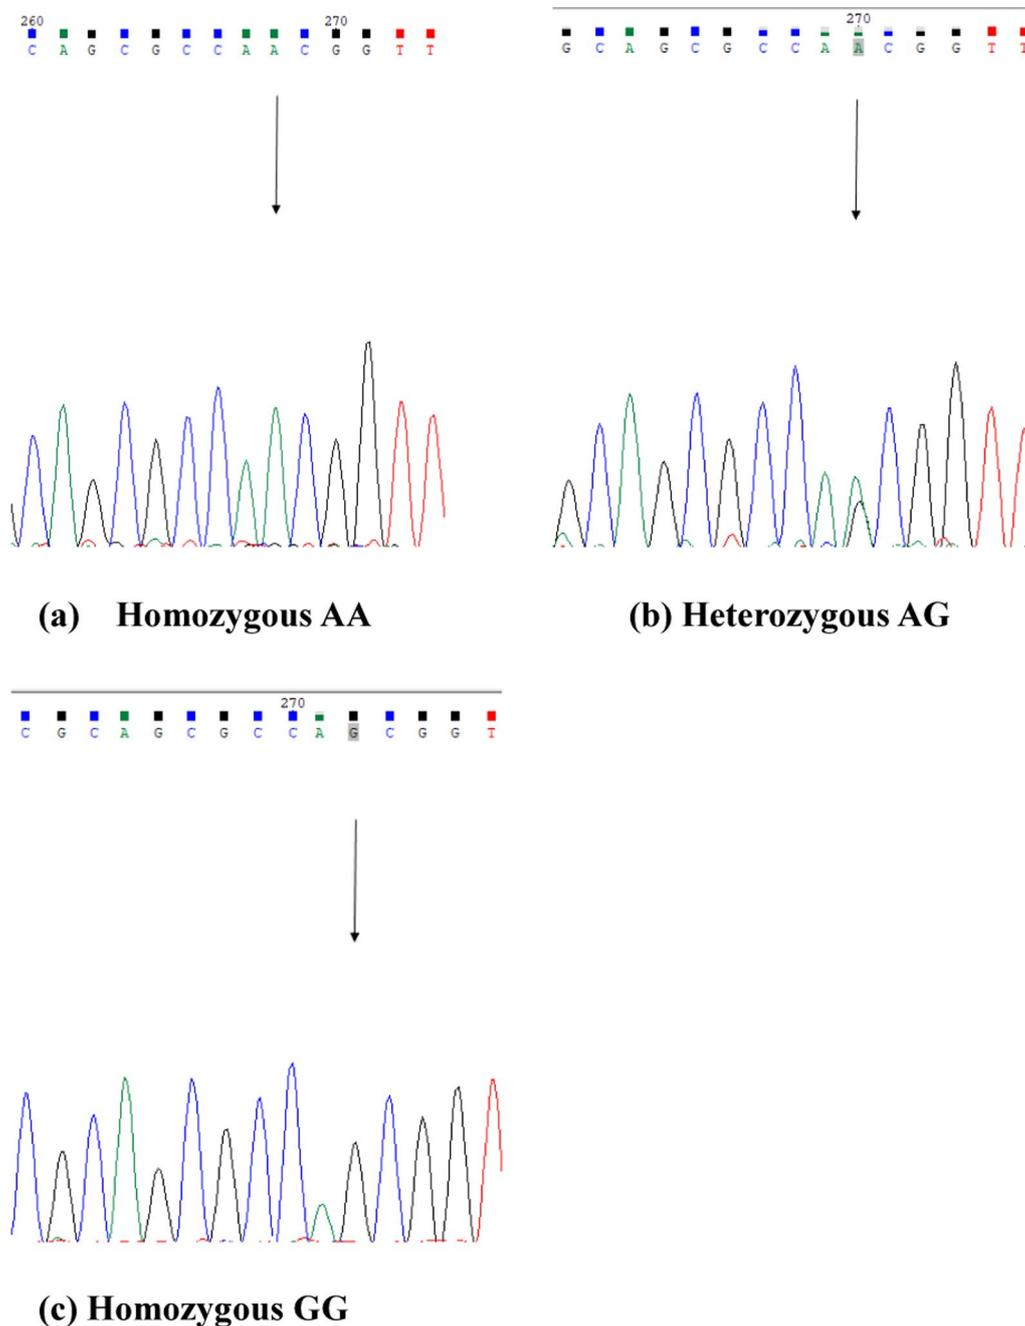 260 270
C A G C G C C A A C G G T T
270
G C A G C G C C A A C G G T T
(a) Homozygous AA
(b) Heterozygous AG
270
C G C A G C G C C A G C G G T
(c) Homozygous GG